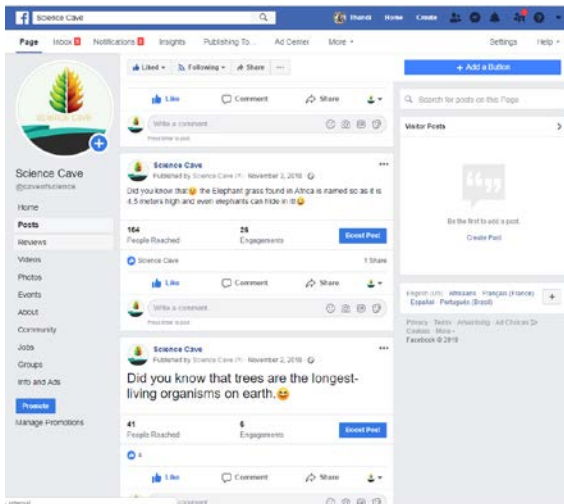 Science Cave
Thandi Home Create
Page Inbox Notifications Insights Publishing To... Ad Center More Settings Help
Liked Following Share
+ Add a Button
Like Comment Share
Search for posts on this Page
Write a comment
Visitor Posts
Science Cave
@caveofscience
Home
Posts
Reviews
Videos
Photos
Events
About
Community
Jobs
Groups
Info and Ads
Promote
Manage Promotions
Science Cave
Published by Science Cave · November 2, 2018
Did you know that😀 the Elephant grass found in Africa is named so as it is
4.5 meters high and even elephants can hide in it!😀
164
People Reached
26
Engagements
Boost Post
Science Cave
1 Share
Like Comment Share
Write a comment
Science Cave
Published by Science Cave · November 2, 2018
Did you know that trees are the longest-
living organisms on earth.😄
41
People Reached
6
Engagements
Boost Post
Like Comment Share
Be the first to add a post.
Create Post
English (US) · Afrikaans · Français (France)
Español · Português (Brasil)
Privacy · Terms · Advertising · Ad Choices
Cookies · More
Facebook © 2019